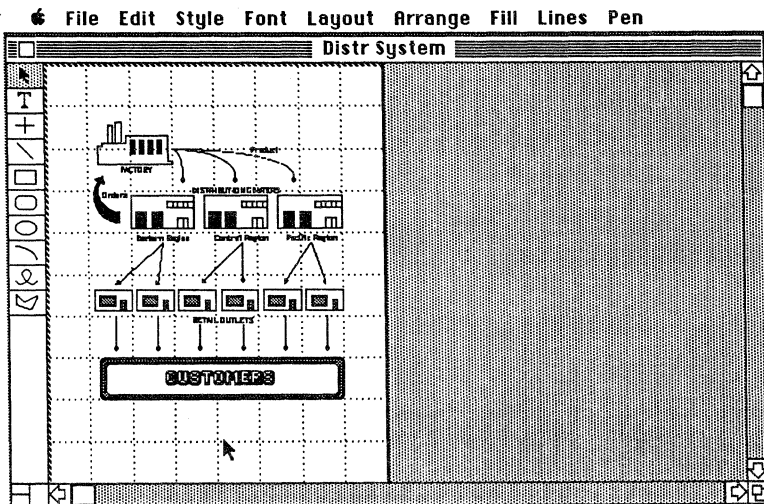 File Edit Style Font Layout Arrange Fill Lines Pen
Distr System
T
Product
FACTORY
Orders
DISTRIBUTION CENTERS
Eastern Region Central Region Pacific Region
RETAIL OUTLETS
CUSTOMERS